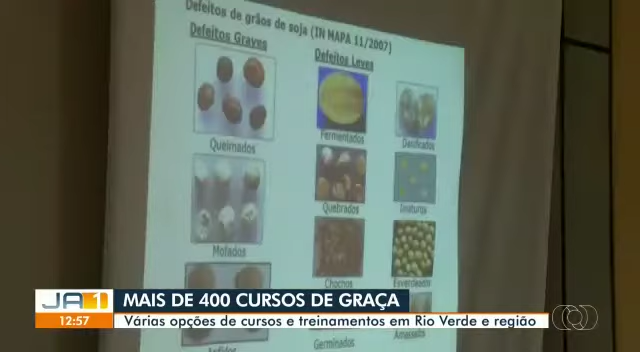 Defeitos de grãos de soja (IN MAPA 11/2007)
Defeitos Graves
Defeitos Leves
Queimados
Fermentados
Danificados
Mofados
Quebrados
Imaturos
Chochos
Esverdeados
Ardidos
Germinados
Amassados
JA1
MAIS DE 400 CURSOS DE GRAÇA
12:57
Várias opções de cursos e treinamentos em Rio Verde e região